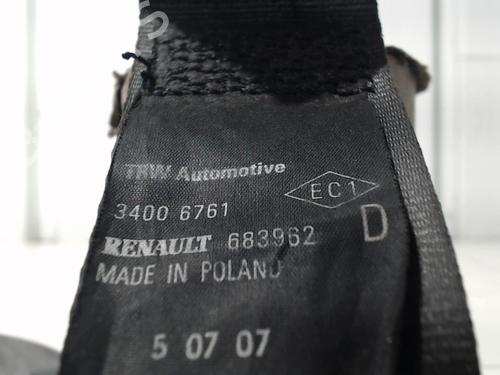 TRW Automotive
EC1
3400 6761
D
RENAULT 683962
MADE IN POLAND
5 07 07